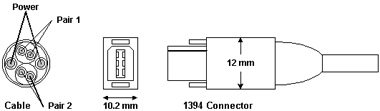 Power
Pair 1
12 mm
Cable
Pair 2
10.2 mm
1394 Connector